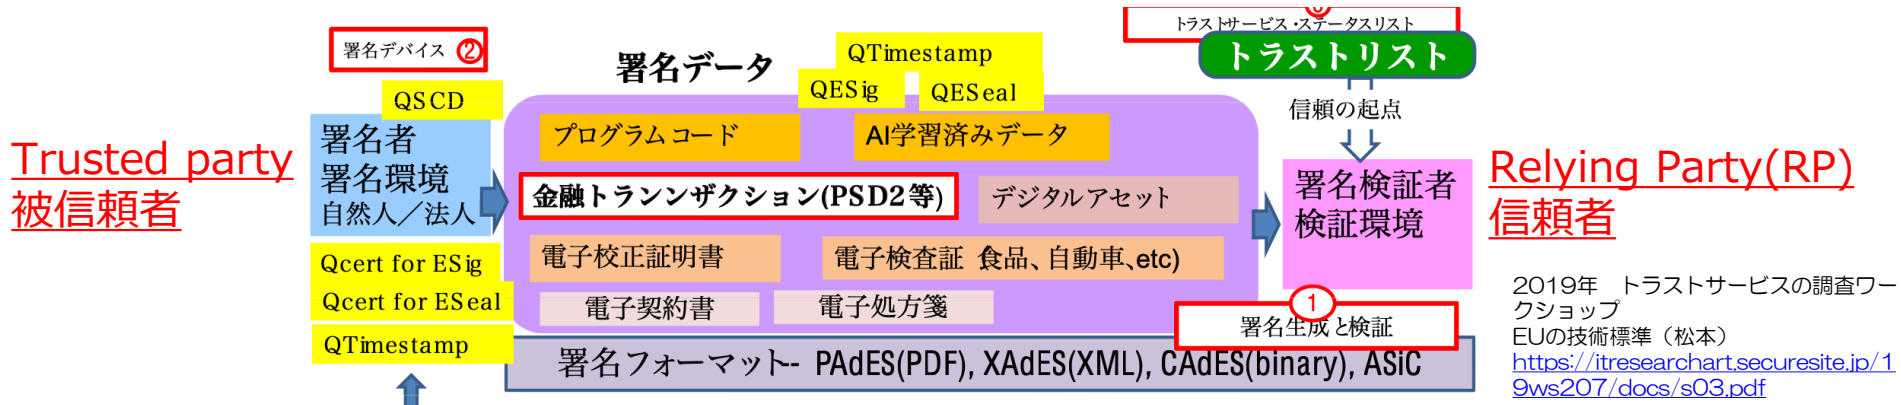 トラストサービス・ステータスリスト
トラストリスト
信頼の起点
署名デバイス ②
署名データ
QTimestamp
QESig
QESeal
QSCD
Trusted party
被信頼者
署名者
署名環境
自然人／法人
プログラムコード
AI学習済みデータ
金融トランンザクション(PSD2等)
デジタルアセット
電子校正証明書
電子検査証 食品、自動車、etc)
電子契約書
電子処方箋
署名検証者
検証環境
Relying Party(RP)
信頼者
Qcert for ESig
Qcert for ESeal
QTimestamp
1
署名生成と検証
署名フォーマット-- PAdES(PDF), XAdES(XML), CAdES(binary), ASiC
2019年　トラストサービスの調査ワー
クショップ
EUの技術標準（松本）
https://itresearchart.securesite.jp/1
9ws207/docs/s03.pdf